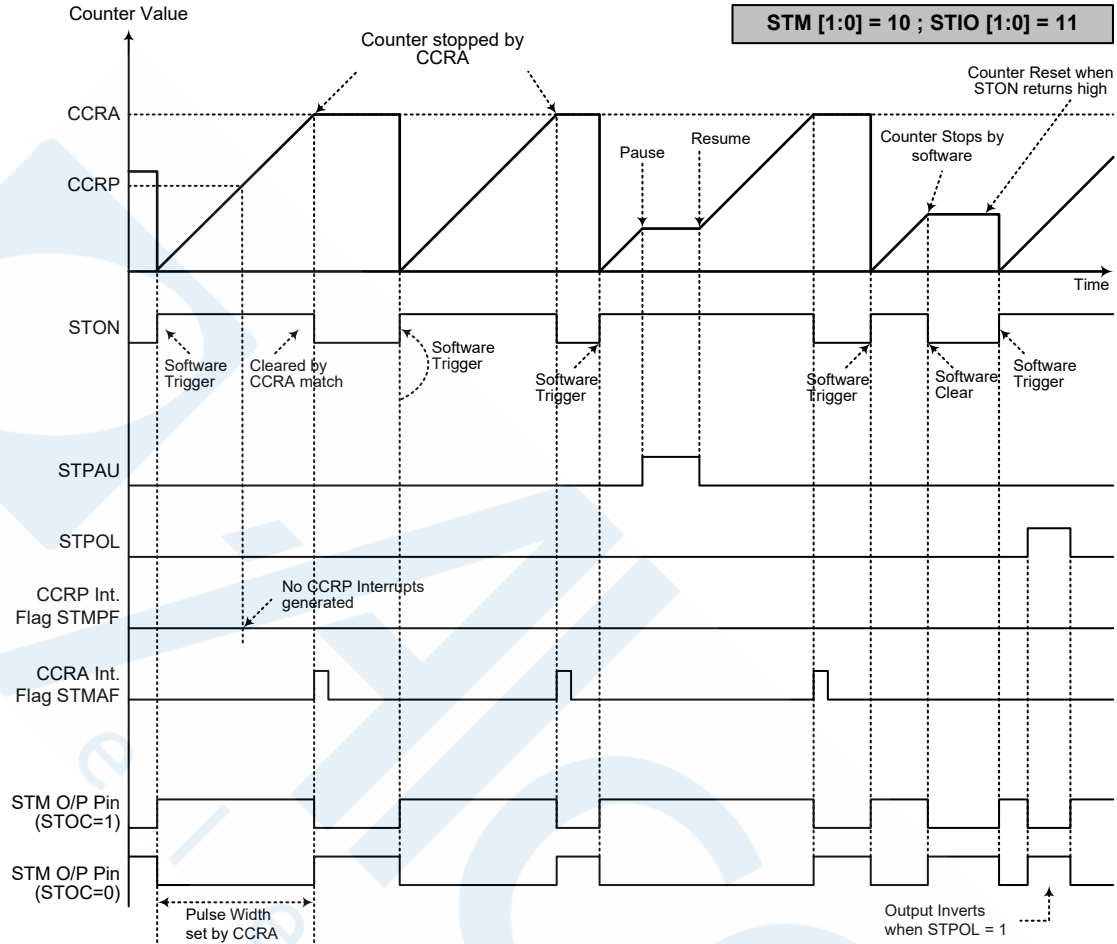 Counter Value
STM [1:0] = 10 ; STIO [1:0] = 11
Counter stopped by
CCRA
Counter Reset when
STON returns high
CCRA
Pause
Resume
Counter Stops by
software
CCRP
Time
STON
Software
Trigger
Cleared by
CCRA match
Software
Trigger
Software
Trigger
Software
Trigger
Software
Clear
Software
Trigger
STPAU
STPOL
CCRP Int.
Flag STMPF
No CCRP Interrupts
generated
CCRA Int.
Flag STMAF
STM O/P Pin
(STOC=1)
STM O/P Pin
(STOC=0)
Pulse Width
set by CCRA
Output Inverts
when STPOL = 1